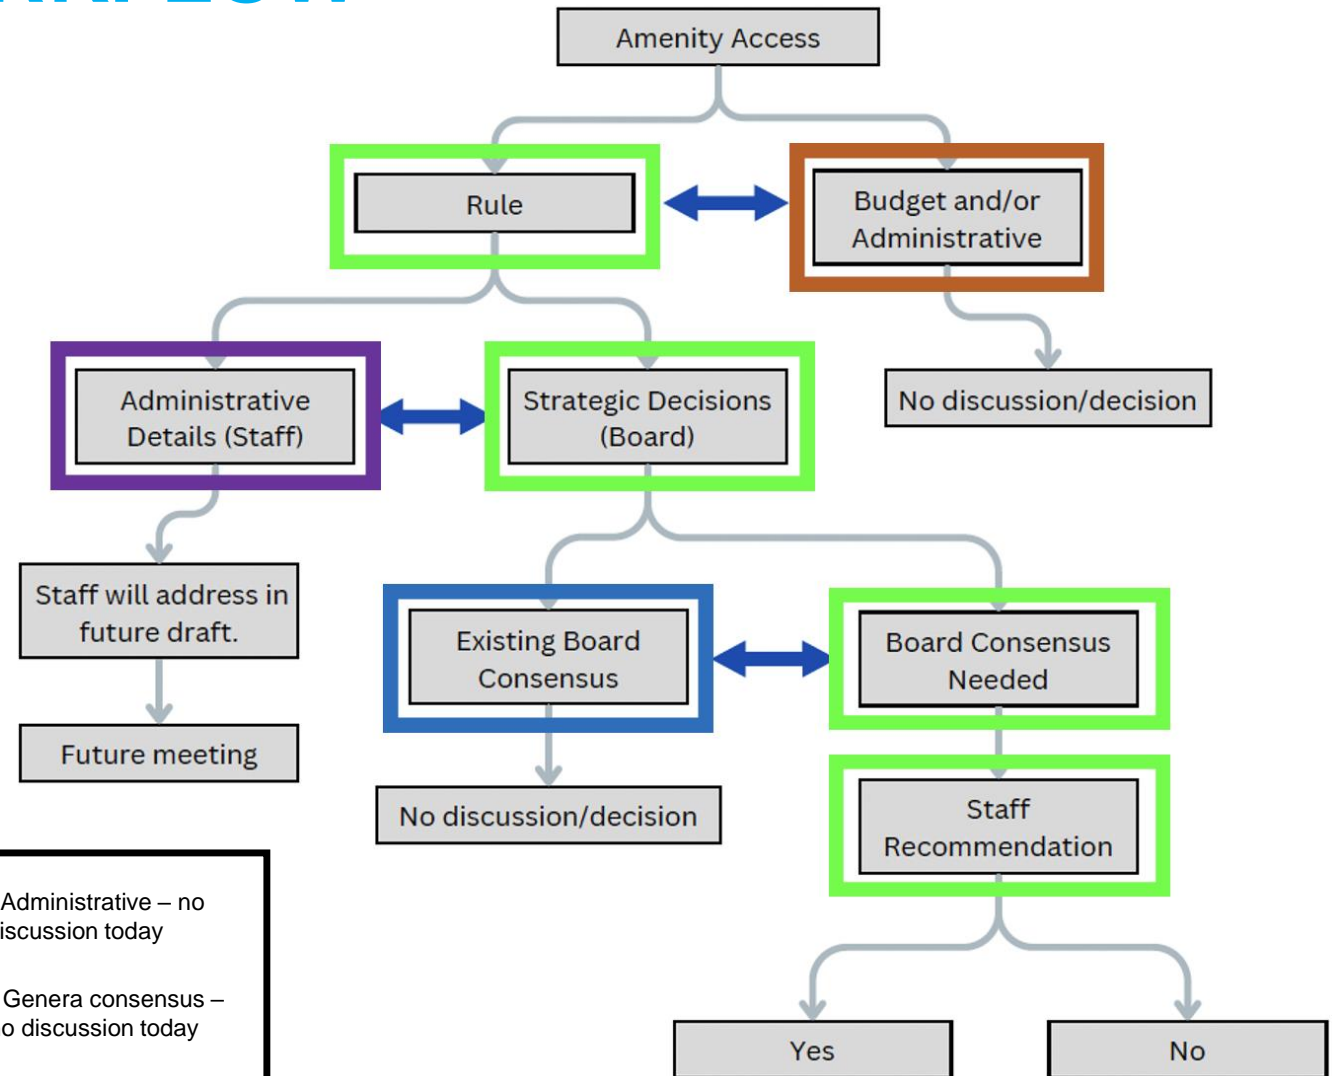 Amenity Access
Rule
Budget and/or
Administrative
Administrative
Details (Staff)
Strategic Decisions
(Board)
No discussion/decision
Staff will address in
future draft.
Existing Board
Consensus
Board Consensus
Needed
Future meeting
No discussion/decision
Staff
Recommendation
Administrative – no
discussion today
Genera consensus –
no discussion today
Yes
No